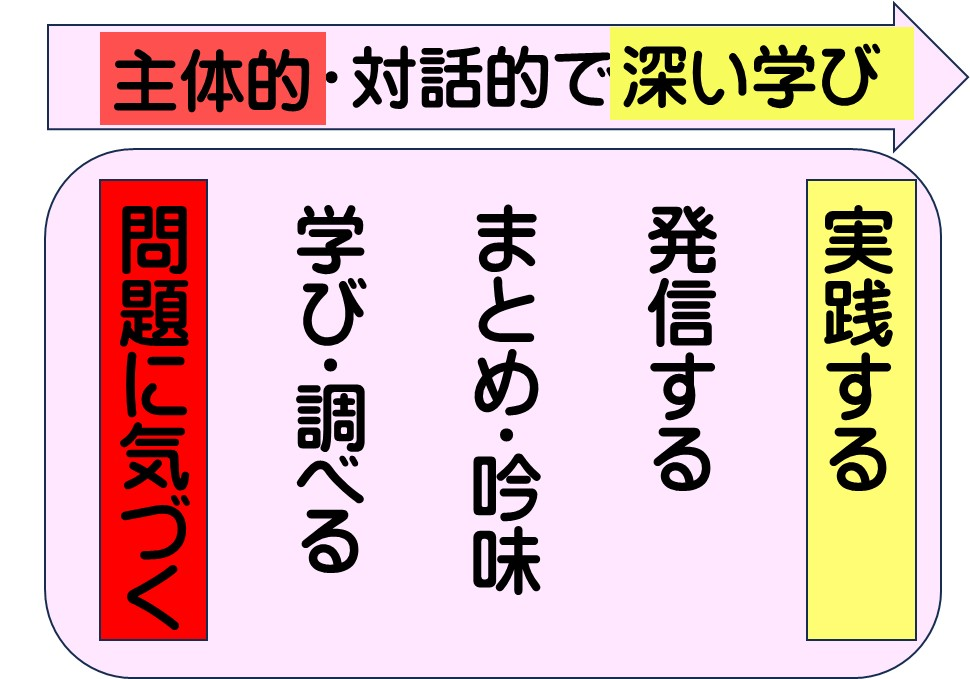 主体的・対話的で深い学び
問題に気づく
学び・調べる
まとめ・吟味
発信する
実践する